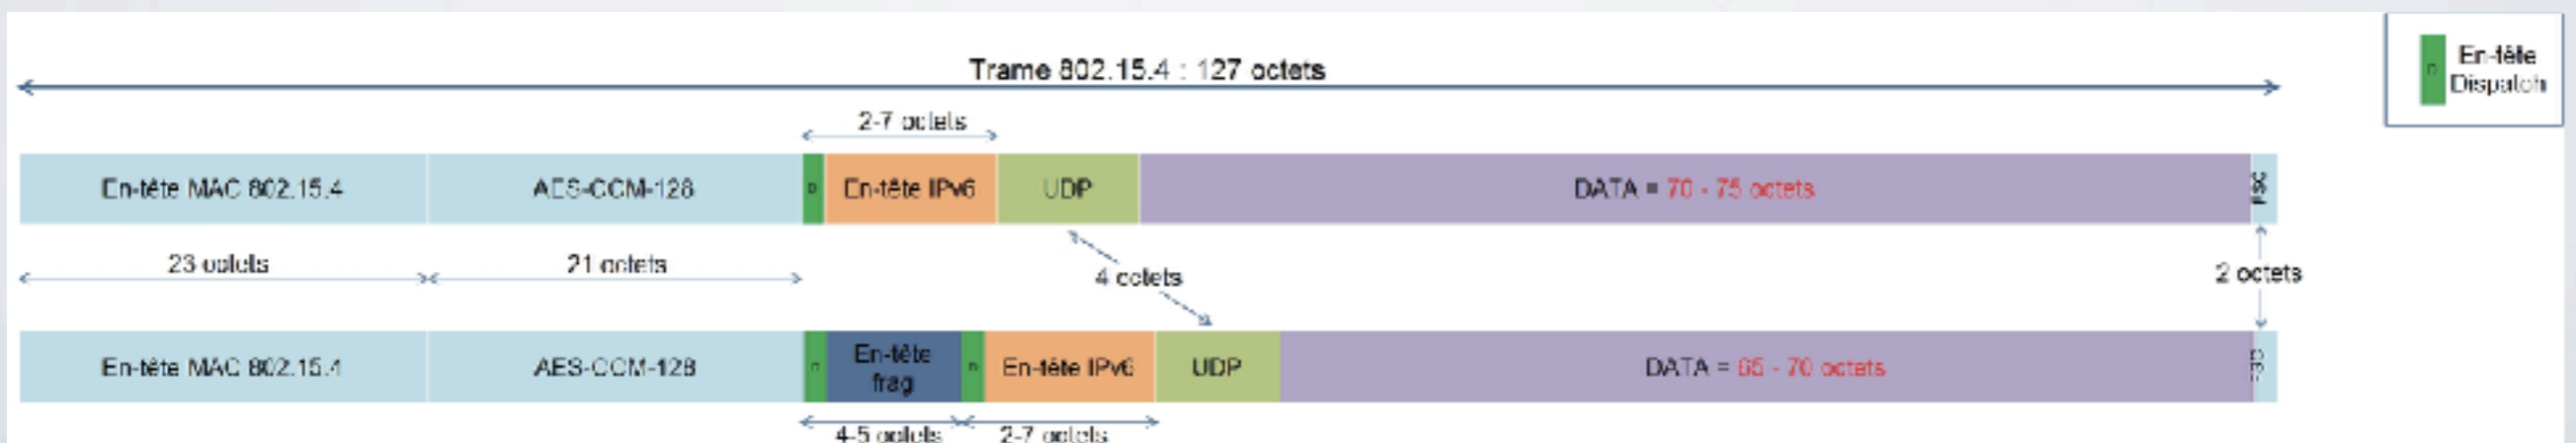 En-tête
Dispatch
Trame 802.15.4 : 127 octets
2-7 octets
En-tête MAC 802.15.4
AES-CCM-128
En-tête IPv6
UDP
DATA = 70 - 75 octets
23 octets
21 octets
4 octets
2 octets
En-tête MAC 802.15.4
AES-CCM-128
En-tête
frag
En-tête IPv6
UDP
DATA = 65 - 70 octets
4-5 octets
2-7 octets